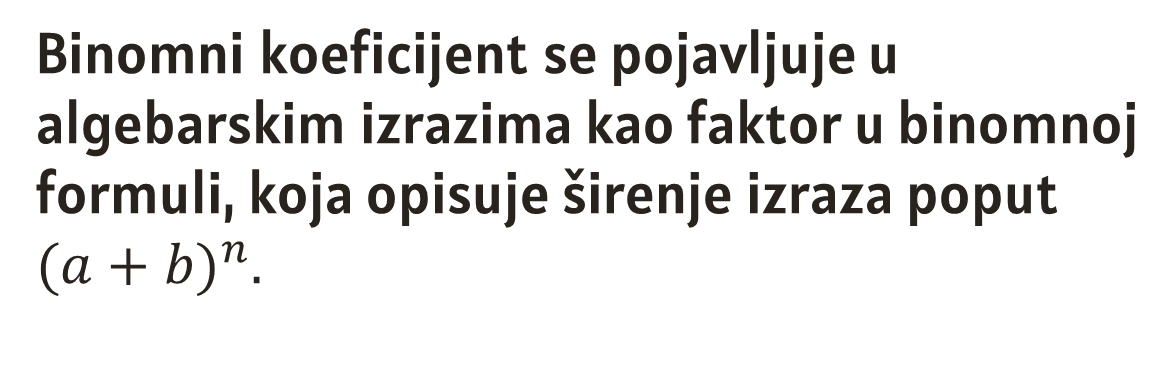 Binomni koeficijent se pojavljuje u
algebarskim izrazima kao faktor u binomnoj
formuli, koja opisuje širenje izraza poput
(a + b)ⁿ.